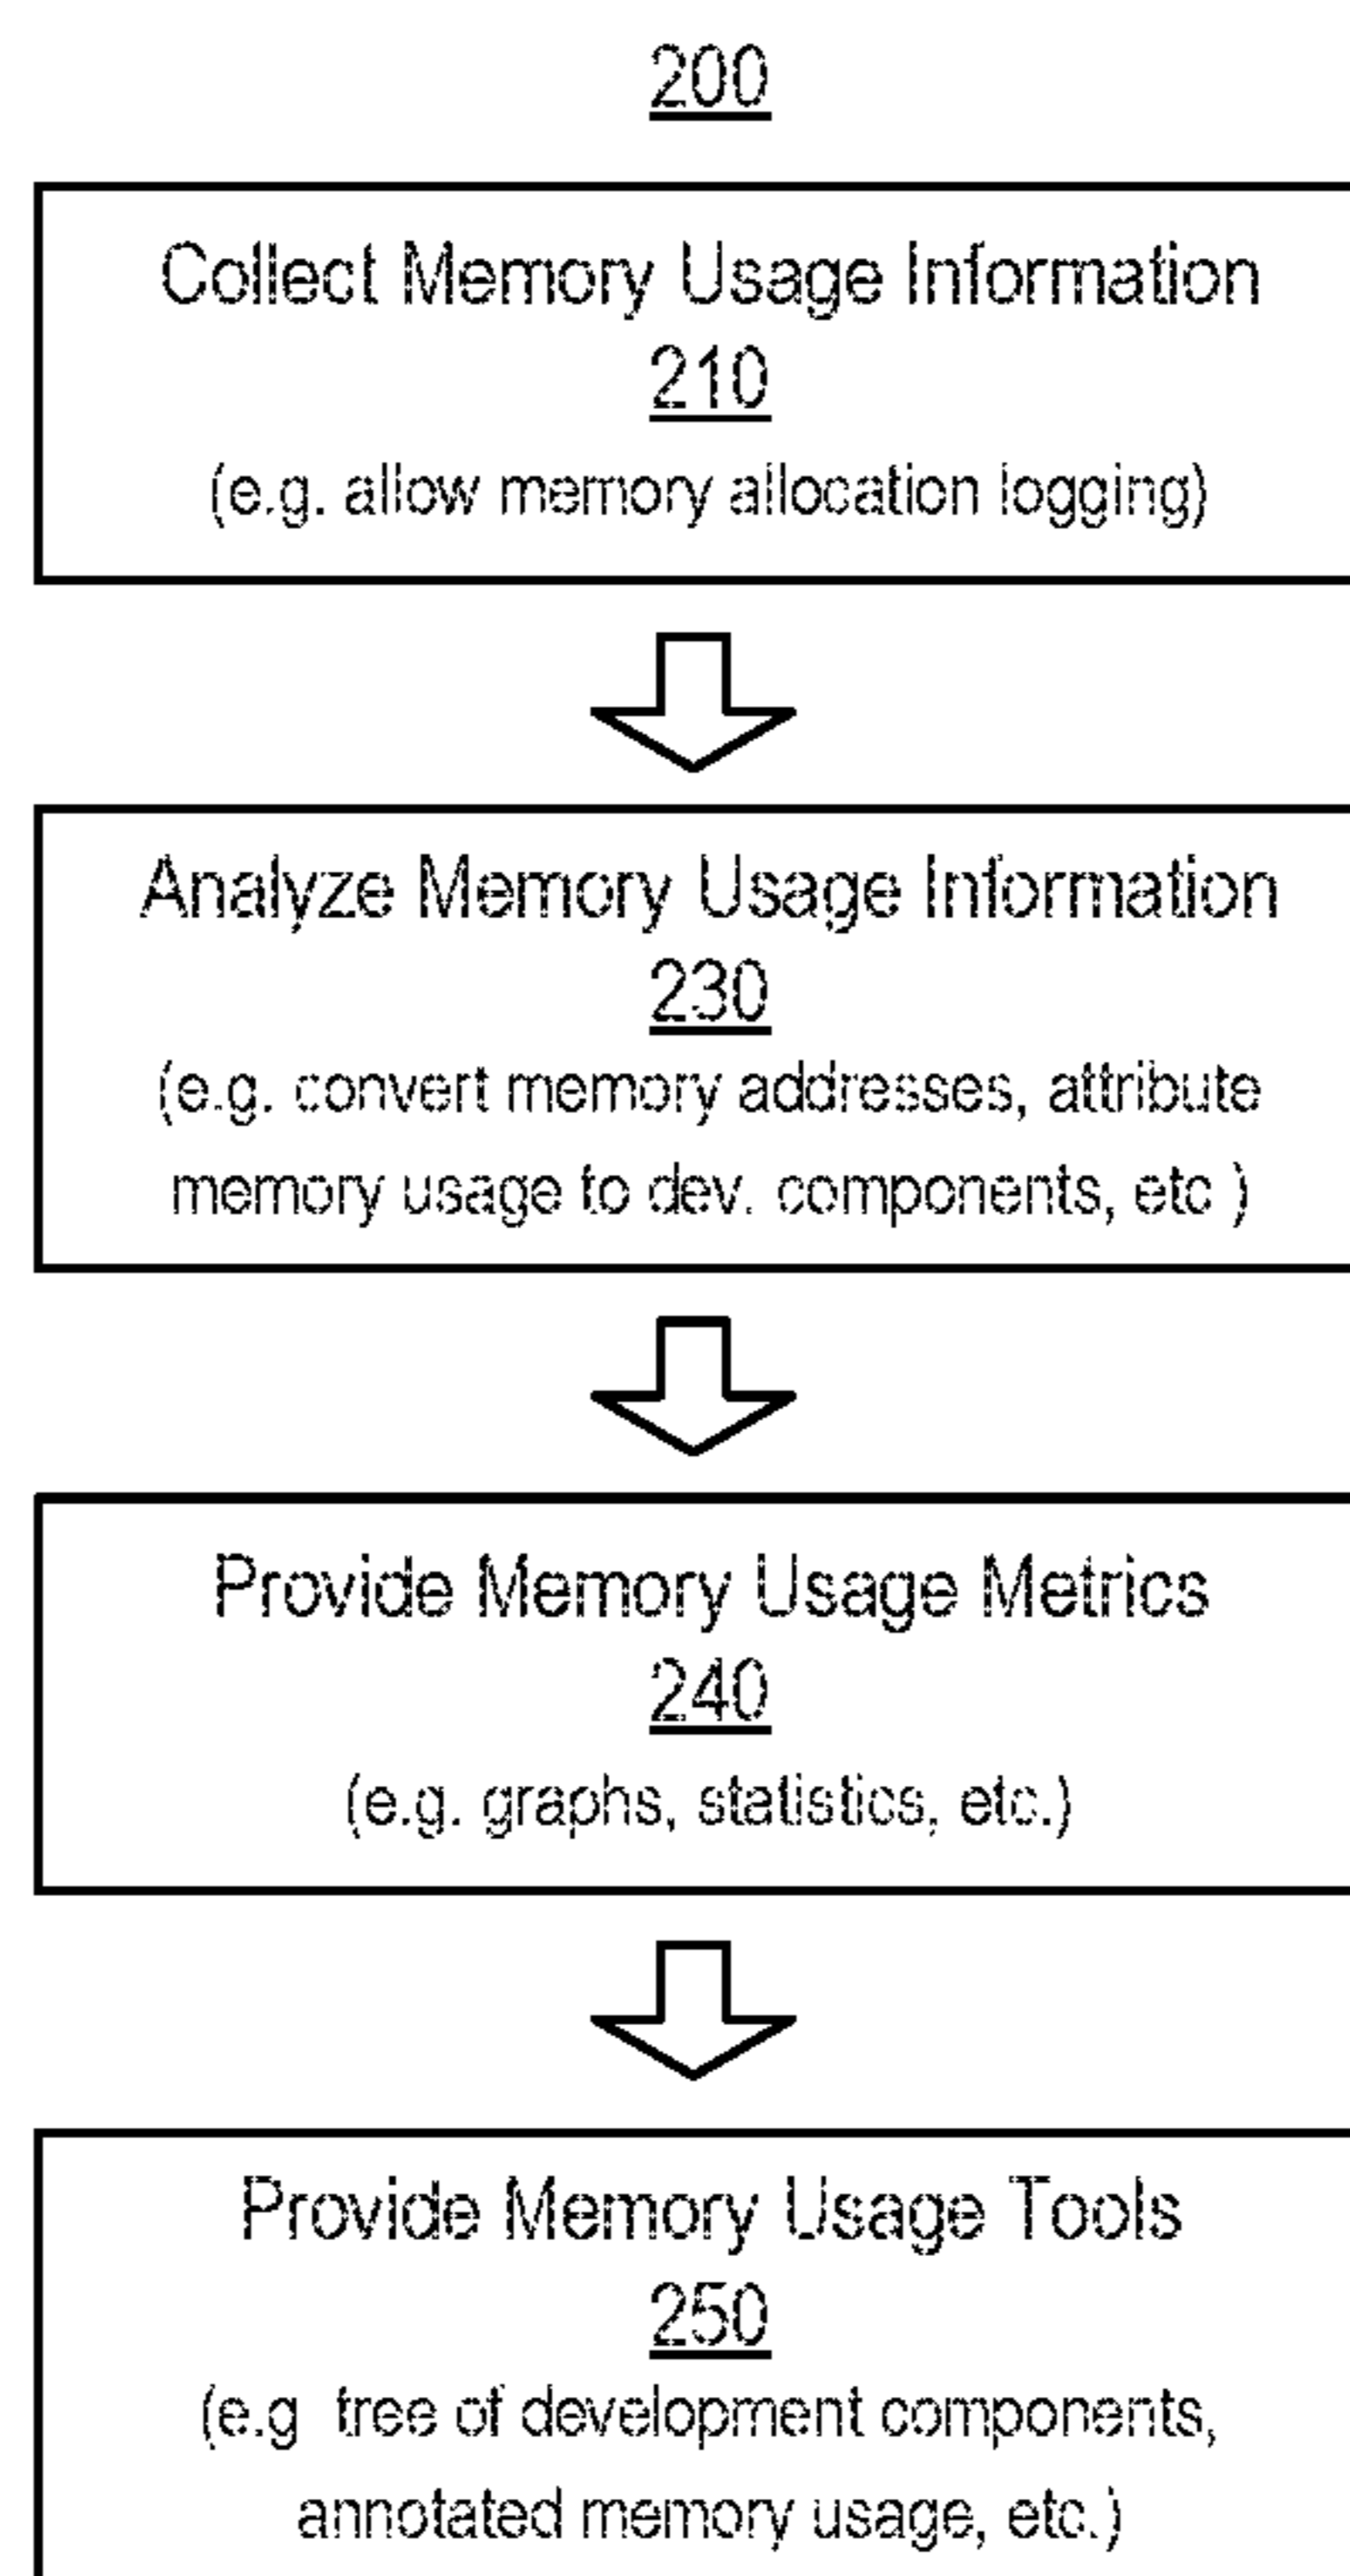 200
Collect Memory Usage Information
210
(e.g. allow memory allocation logging)
Analyze Memory Usage Information
230
(e.g. convert memory addresses, attribute
memory usage to dev. components, etc )
Provide Memory Usage Metrics
240
(e.g. graphs, statistics, etc.)
Provide Memory Usage Tools
250
(e.g  tree of development components,
annotated memory usage, etc.)